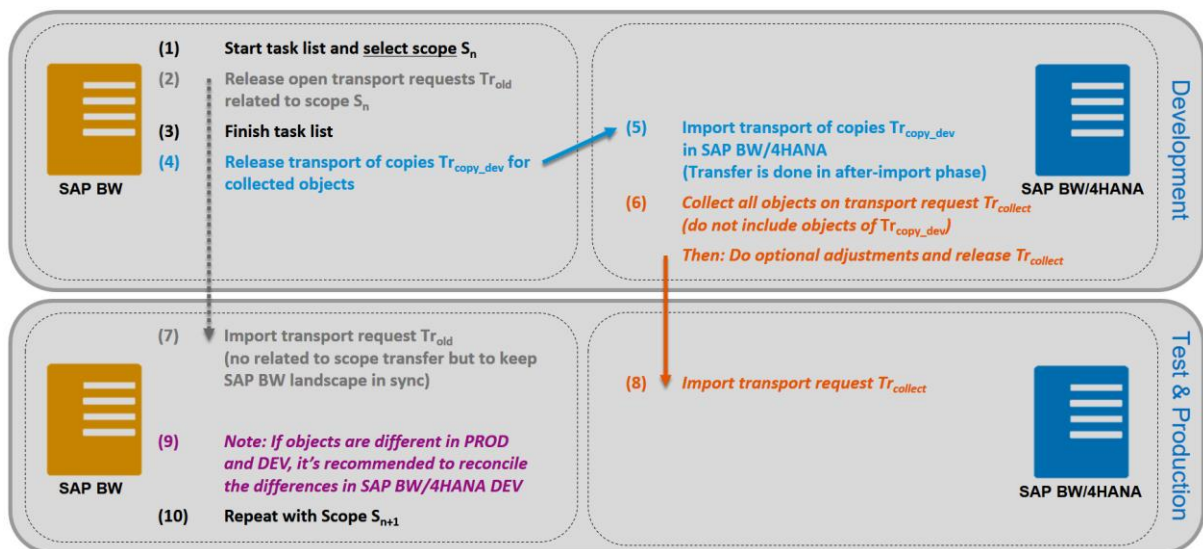 (1) Start task list and select scope Sn
(2) Release open transport requests Trold
related to scope Sn
(3) Finish task list
(4) Release transport of copies Trcopy_dev for
collected objects
SAP BW
(5) Import transport of copies Trcopy_dev
in SAP BW/4HANA
(Transfer is done in after-import phase)
(6) Collect all objects on transport request Trcollect
(do not include objects of Trcopy_dev)
Then: Do optional adjustments and release Trcollect
SAP BW/4HANA
Development
(7) Import transport request Trold
(no related to scope transfer but to keep
SAP BW landscape in sync)
(9) Note: If objects are different in PROD
and DEV, it's recommended to reconcile
the differences in SAP BW/4HANA DEV
(10) Repeat with Scope Sn+1
SAP BW
(8) Import transport request Trcollect
SAP BW/4HANA
Test & Production